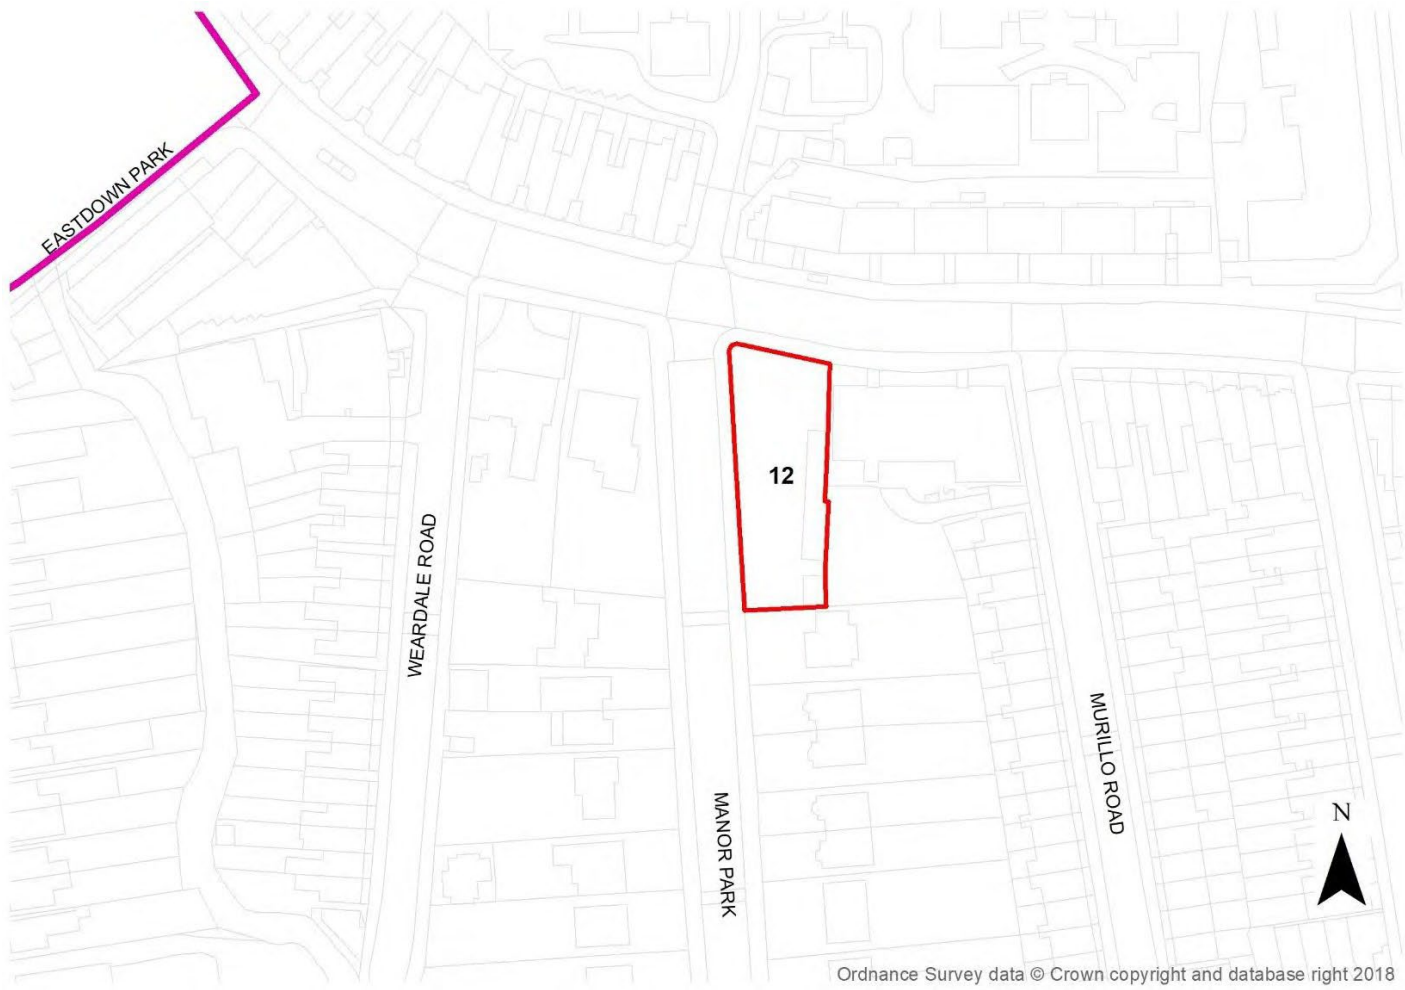 EASTDOWN PARK
12
WEARDALE ROAD
MURILLO ROAD
MANOR PARK
N
Ordnance Survey data © Crown copyright and database right 2018